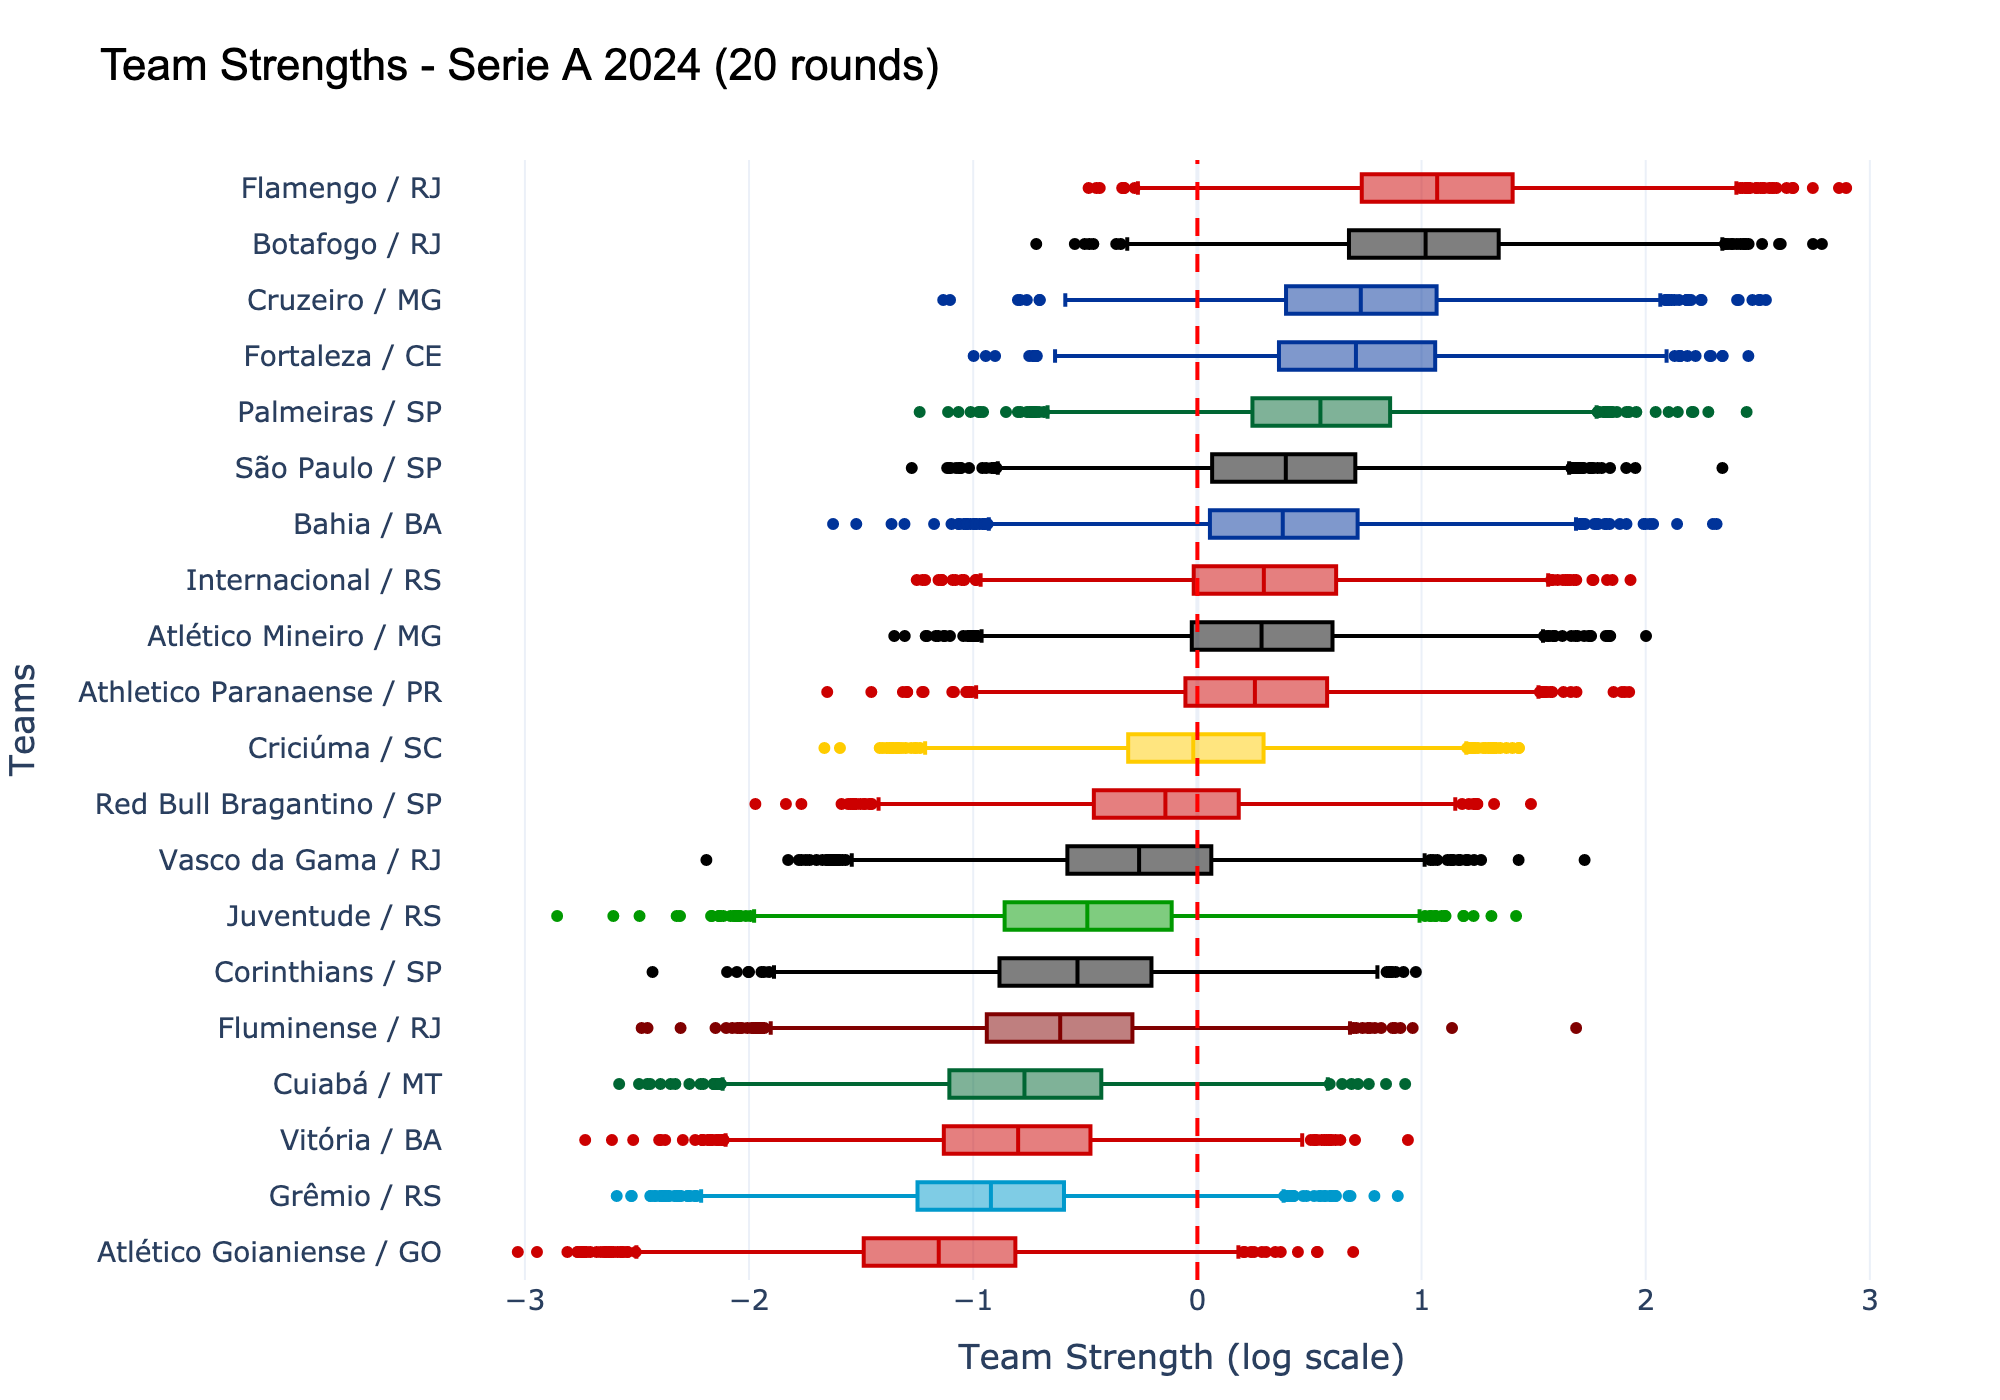 Team Strengths - Serie A 2024 (20 rounds)
Flamengo / RJ
Botafogo / RJ
Cruzeiro / MG
Fortaleza / CE
Palmeiras / SP
São Paulo / SP
Bahia / BA
Internacional / RS
Atlético Mineiro / MG
Athletico Paranaense / PR
Criciúma / SC
Red Bull Bragantino / SP
Vasco da Gama / RJ
Juventude / RS
Corinthians / SP
Fluminense / RJ
Cuiabá / MT
Vitória / BA
Grêmio / RS
Atlético Goianiense / GO
Teams
−3 −2 −1 0 1 2 3
Team Strength (log scale)